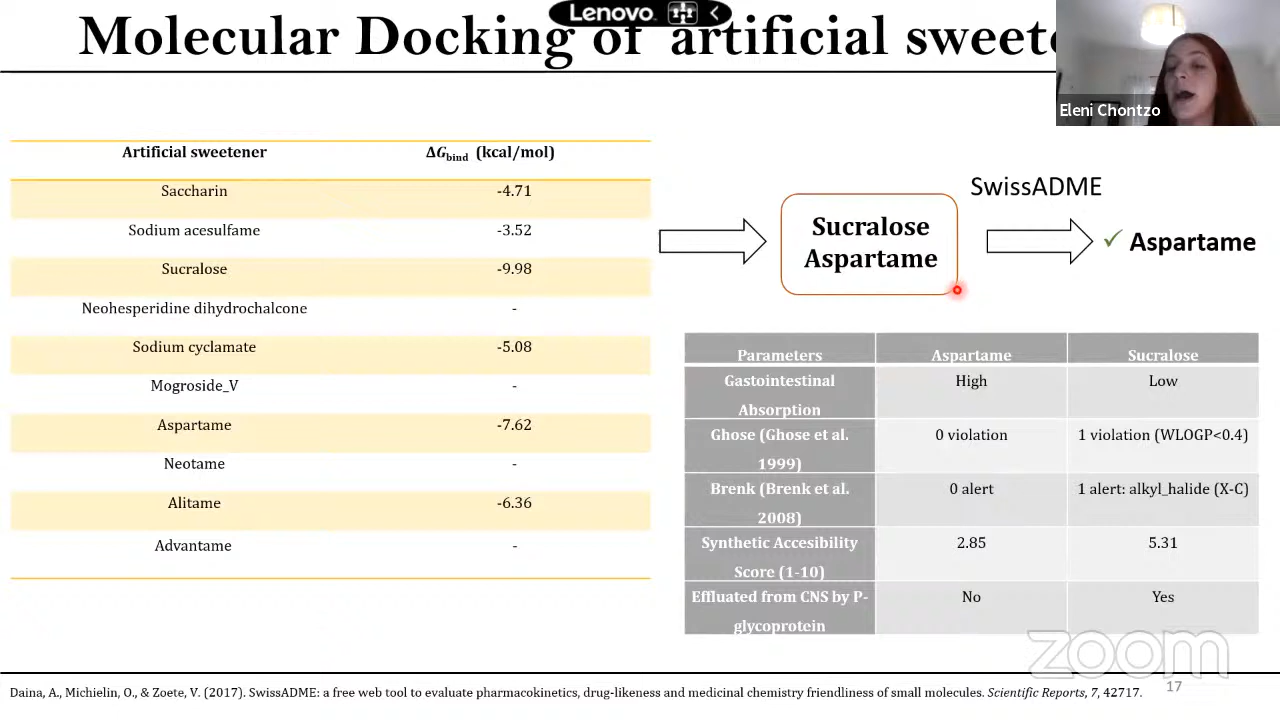 Lenovo
Molecular Docking of artificial sweete
Eleni Chontzo
Artificial sweetener ΔGbind (kcal/mol)
Saccharin -4.71
Sodium acesulfame -3.52
Sucralose -9.98
Neohesperidine dihydrochalcone -
Sodium cyclamate -5.08
Mogroside_V -
Aspartame -7.62
Neotame -
Alitame -6.36
Advantame -
Sucralose
Aspartame
SwissADME
✓ Aspartame
Parameters Aspartame Sucralose
Gastointestinal High Low
Absorption
Ghose (Ghose et al. 0 violation 1 violation (WLOGP<0.4)
1999)
Brenk (Brenk et al. 0 alert 1 alert: alkyl_halide (X-C)
2008)
Synthetic Accesibility 2.85 5.31
Score (1-10)
Effluated from CNS by P- No Yes
glycoprotein
zoom
Daina, A., Michielin, O., & Zoete, V. (2017). SwissADME: a free web tool to evaluate pharmacokinetics, drug-likeness and medicinal chemistry friendliness of small molecules. Scientific Reports, 7, 42717.
17